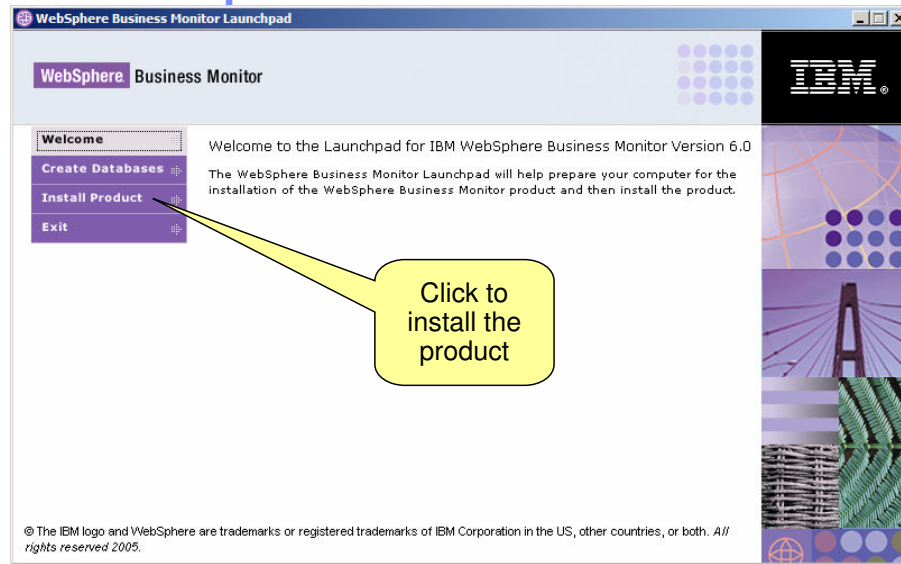 WebSphere Business Monitor Launchpad
WebSphere Business Monitor
IBM®
Welcome
Create Databases
Install Product
Exit
Welcome to the Launchpad for IBM WebSphere Business Monitor Version 6.0
The WebSphere Business Monitor Launchpad will help prepare your computer for the
installation of the WebSphere Business Monitor product and then install the product.
Click to
install the
product
© The IBM logo and WebSphere are trademarks or registered trademarks of IBM Corporation in the US, other countries, or both. All
rights reserved 2005.